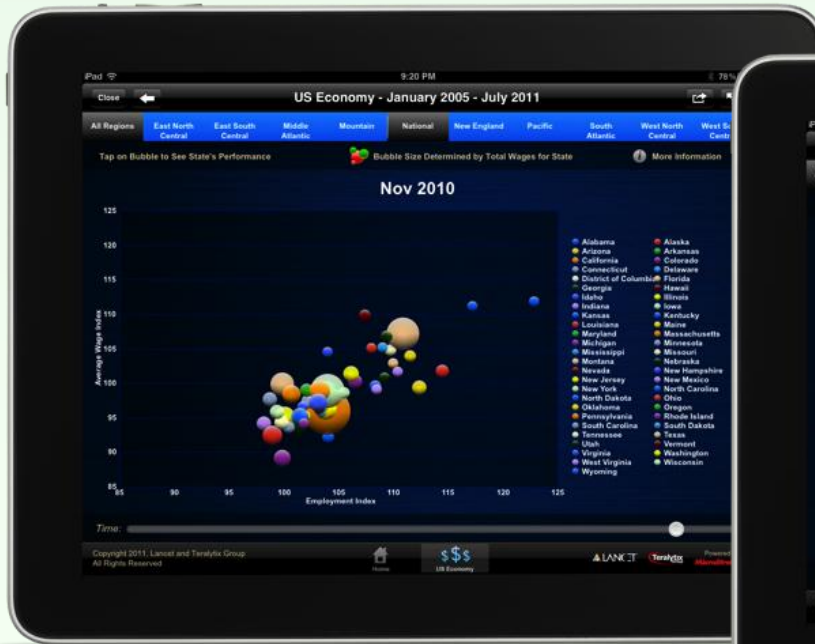 iPad 9:20 PM 78%
Close US Economy - January 2005 - July 2011
All Regions East North Central East South Central Middle Atlantic Mountain National New England Pacific South Atlantic West North Central West
Tap on Bubble to See State's Performance Bubble Size Determined by Total Wages for State More Information
Nov 2010
125
120
115
110
105
100
95
90
85
Average Wage Index
85 90 95 100 105 110 115 120 125
Employment Index
Alabama Alaska
Arizona Arkansas
California Colorado
Connecticut Delaware
District of Columbia Florida
Georgia Hawaii
Idaho Illinois
Indiana Iowa
Kansas Kentucky
Louisiana Maine
Maryland Massachusetts
Michigan Minnesota
Mississippi Missouri
Montana Nebraska
Nevada New Hampshire
New Jersey New Mexico
New York North Carolina
North Dakota Ohio
Oklahoma Oregon
Pennsylvania Rhode Island
South Carolina South Dakota
Tennessee Texas
Utah Vermont
Virginia Washington
West Virginia Wisconsin
Wyoming
Time:
Copyright 2011, Lancet and Teralytix Group
All Rights Reserved
Home
$$$
US Economy
LANCET Teralytix Powered